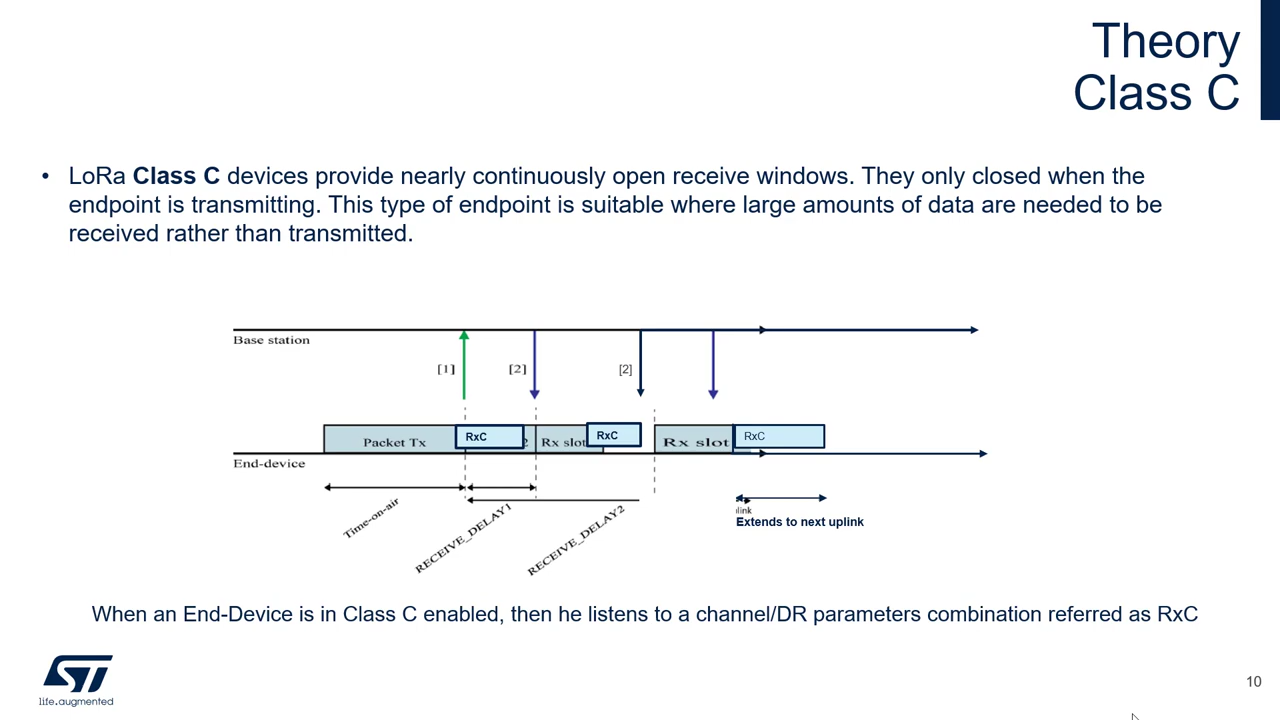 Theory
Class C
• LoRa Class C devices provide nearly continuously open receive windows. They only closed when the
endpoint is transmitting. This type of endpoint is suitable where large amounts of data are needed to be
received rather than transmitted.
Base station
[1]
[2]
[2]
Packet Tx
RxC
2
Rx slot
RxC
Rx slot
RxC
End-device
Time-on-air
RECEIVE_DELAY1
RECEIVE_DELAY2
link
Extends to next uplink
When an End-Device is in Class C enabled, then he listens to a channel/DR parameters combination referred as RxC
ST
life.augmented
10